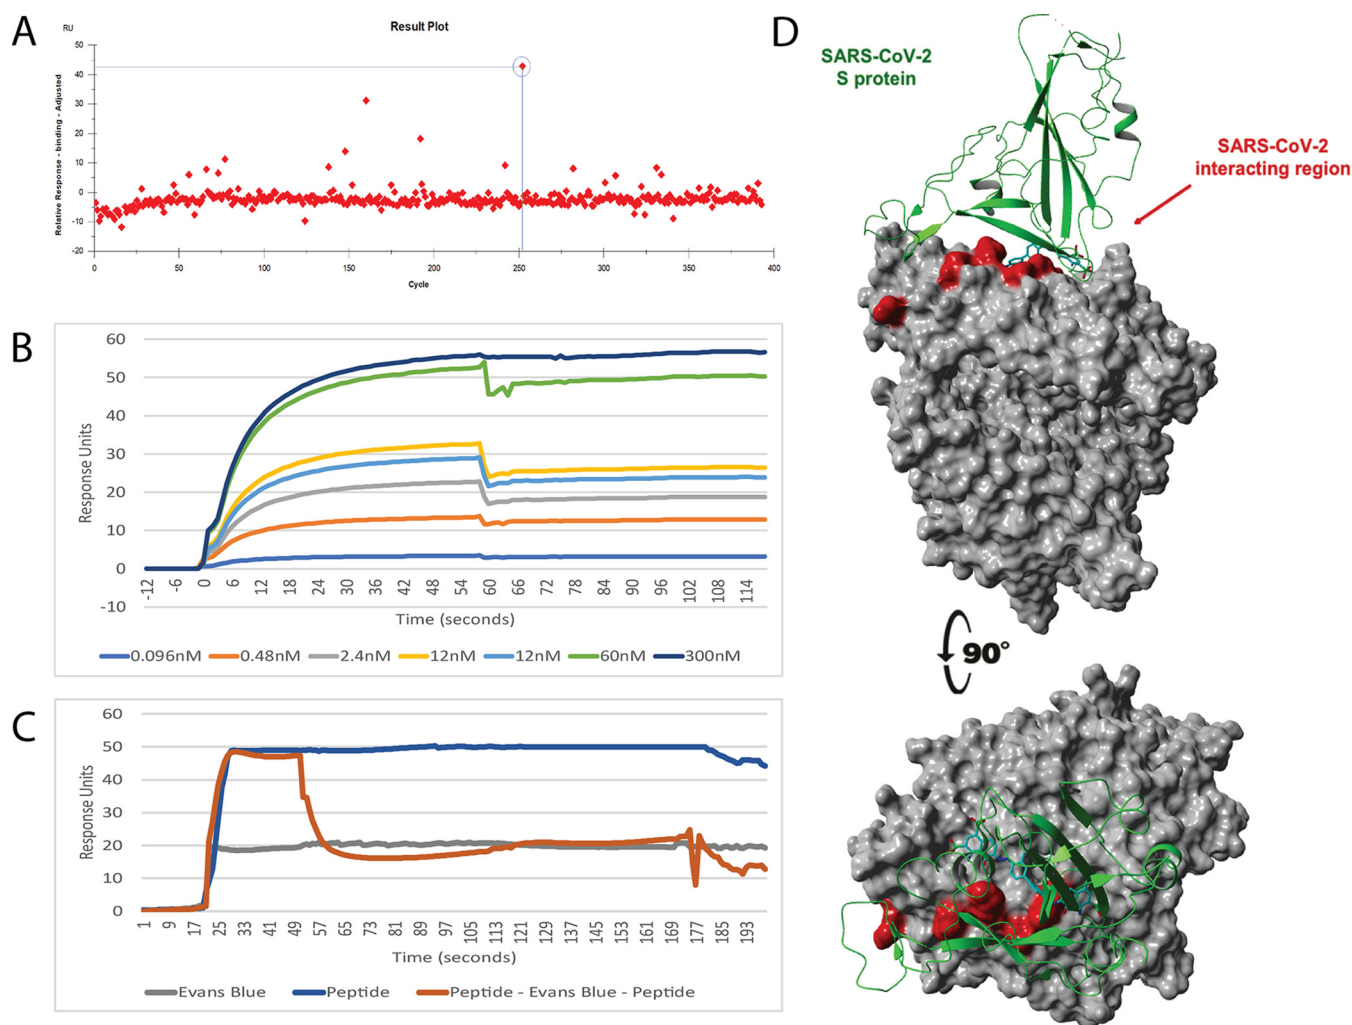 A
RU
Result Plot
Relative Response - binding - Adjusted
50
40
30
20
10
0
-10
-20
0 50 100 150 200 250 300 350 400
Cycle
B
Response Units
60
50
40
30
20
10
0
-10
-12 -6 0 6 12 18 24 30 36 42 48 54 60 66 72 78 84 90 96 102 108 114
Time (seconds)
0.096nM 0.48nM 2.4nM 12nM 12nM 60nM 300nM
C
Response Units
60
50
40
30
20
10
0
1 9 17 25 33 41 49 57 65 73 81 89 97 105 113 121 129 137 145 153 161 169 177 185 193
Time (seconds)
Evans Blue Peptide Peptide - Evans Blue - Peptide
D
SARS-CoV-2
S protein
SARS-CoV-2
interacting region
90°